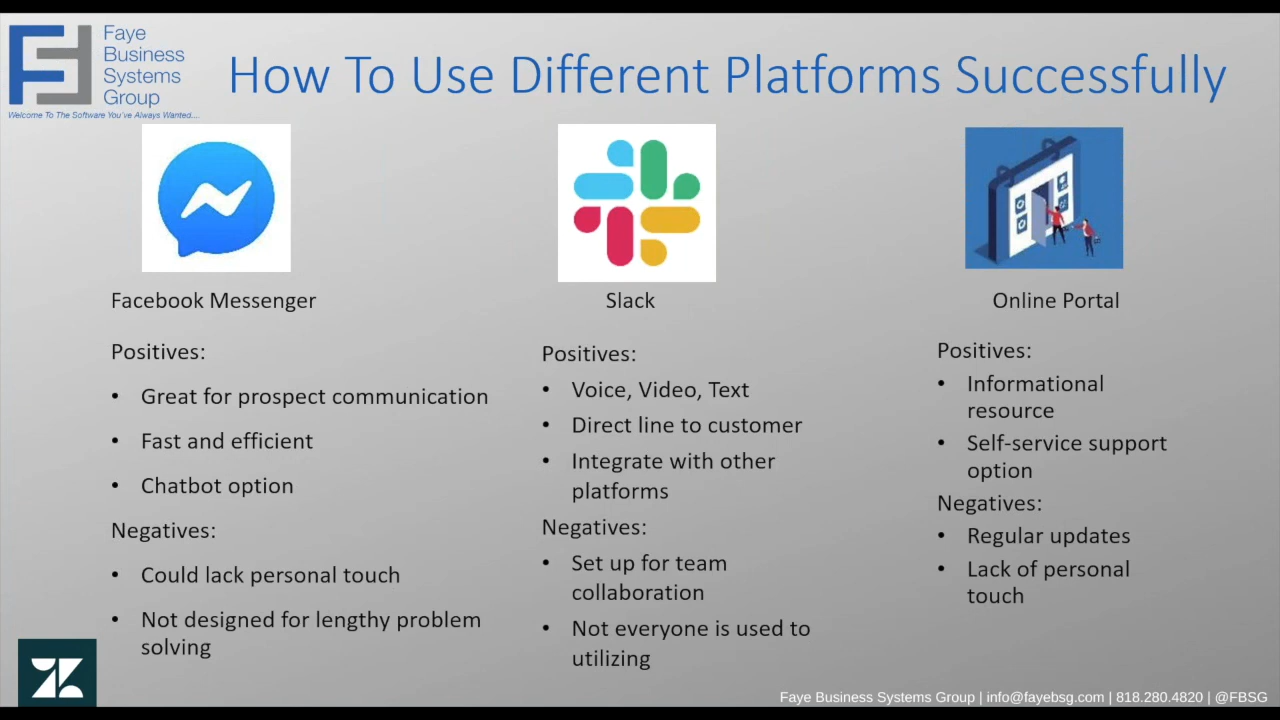 Faye
Business
Systems
Group
Welcome To The Software You've Always Wanted....
How To Use Different Platforms Successfully
Facebook Messenger
Positives:
• Great for prospect communication
• Fast and efficient
• Chatbot option
Negatives:
• Could lack personal touch
• Not designed for lengthy problem
solving
Slack
Positives:
• Voice, Video, Text
• Direct line to customer
• Integrate with other
platforms
Negatives:
• Set up for team
collaboration
• Not everyone is used to
utilizing
Online Portal
Positives:
• Informational
resource
• Self-service support
option
Negatives:
• Regular updates
• Lack of personal
touch
Faye Business Systems Group | info@fayebsg.com | 818.280.4820 | @FBSG